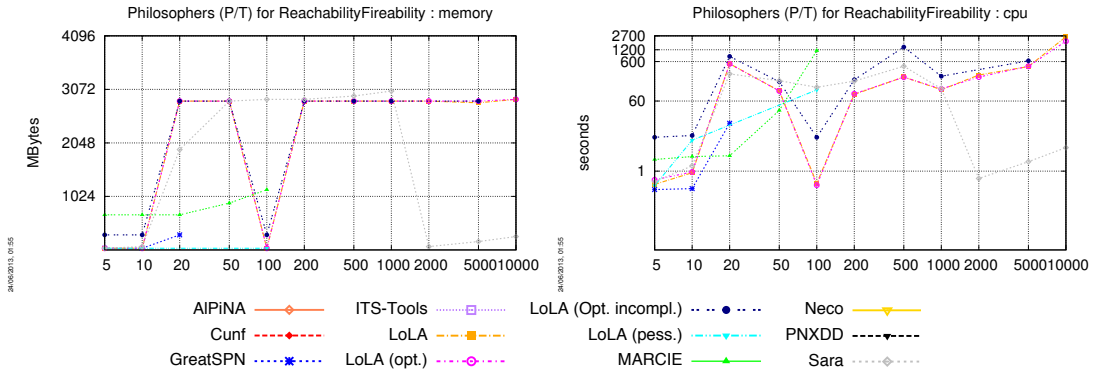 Philosophers (P/T) for ReachabilityFireability : memory
4096
3072
2048
1024
MBytes
5 10 20 50 100 200 500 1000 2000 500010000
24/06/2013, 01:55
Philosophers (P/T) for ReachabilityFireability : cpu
2700
1200
600
60
1
seconds
5 10 20 50 100 200 500 1000 2000 500010000
24/06/2013, 01:55
AlPiNA
Cunf
GreatSPN
ITS-Tools
LoLA
LoLA (opt.)
LoLA (Opt. incompl.)
LoLA (pess.)
MARCIE
Neco
PNXDD
Sara